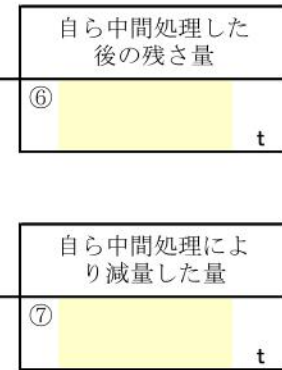 自ら中間処理した
後の残さ量
⑥
t
自ら中間処理によ
り減量した量
⑦
t